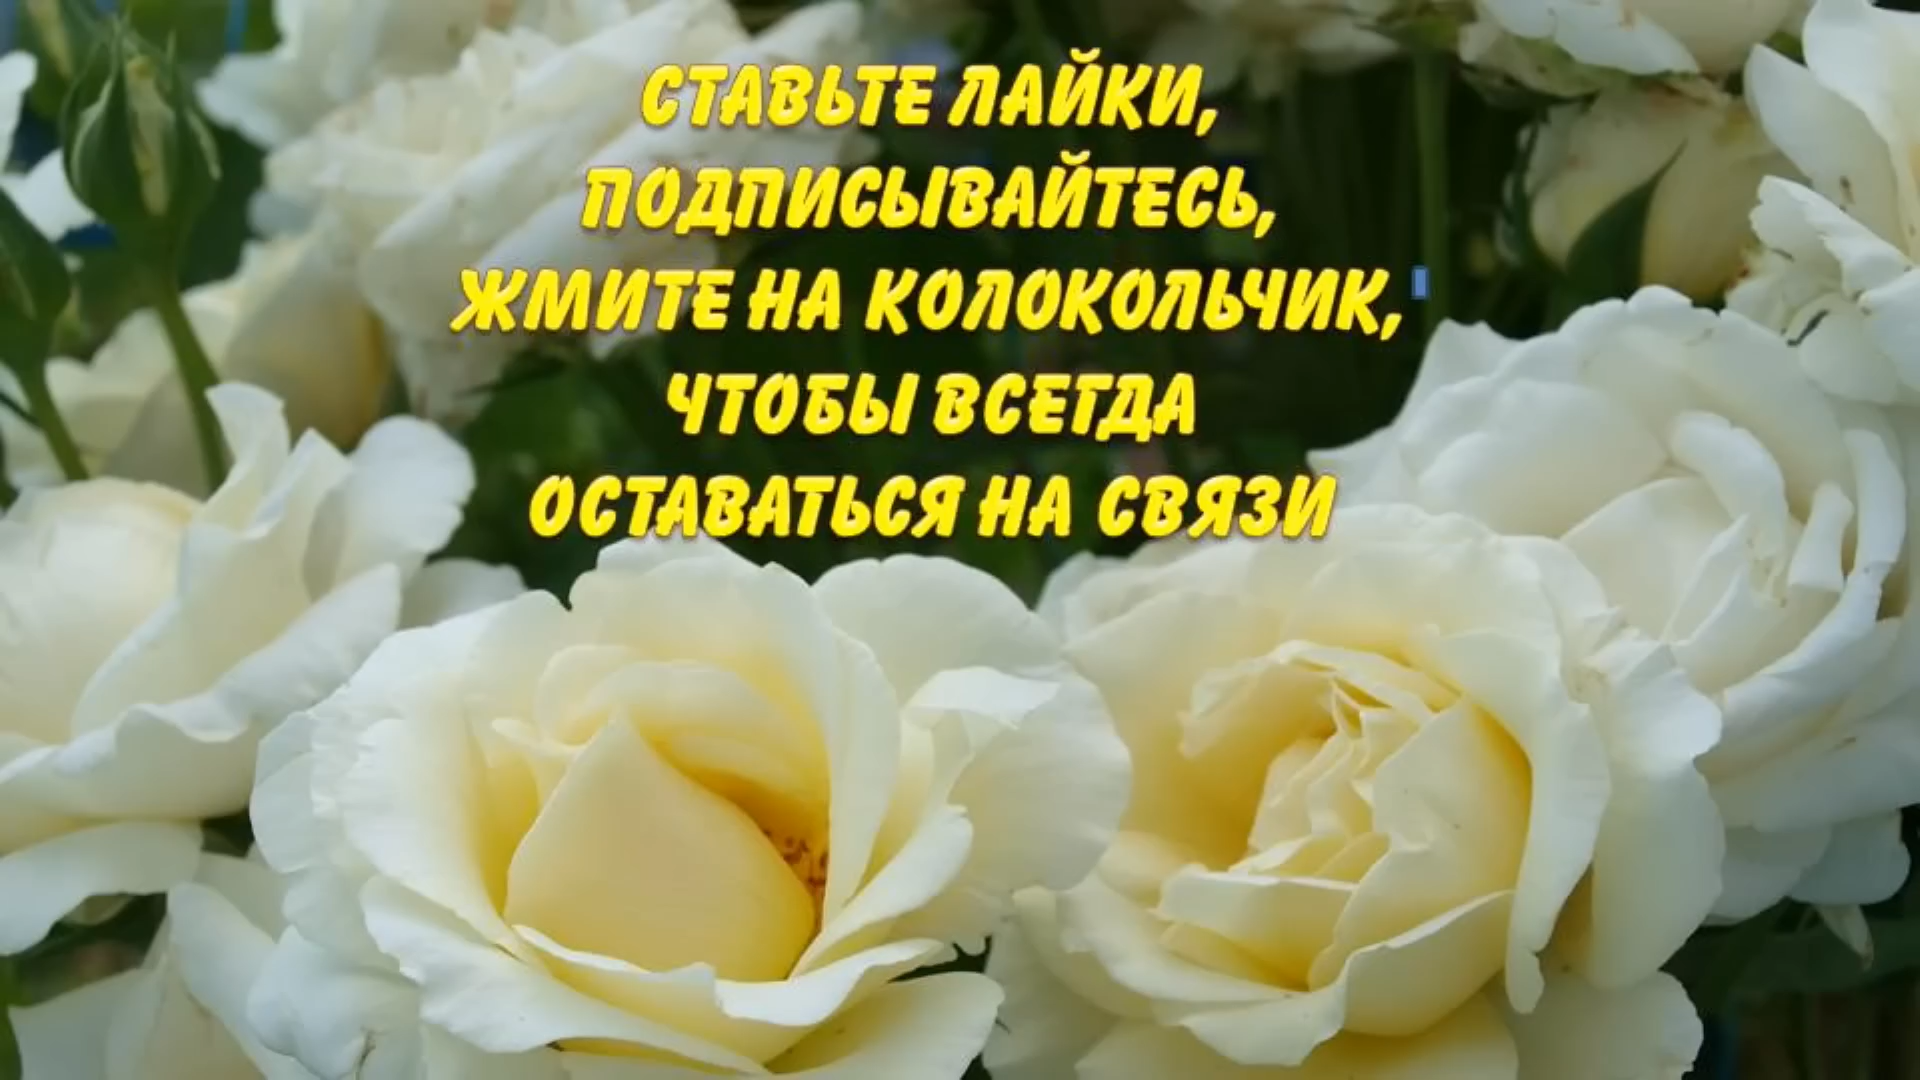 СТАВЬТЕ ЛАЙКИ,
ПОДПИСЫВАЙТЕСЬ,
ЖМИТЕ НА КОЛОКОЛЬЧИК,
ЧТОБЫ ВСЕГДА
ОСТАВАТЬСЯ НА СВЯЗИ